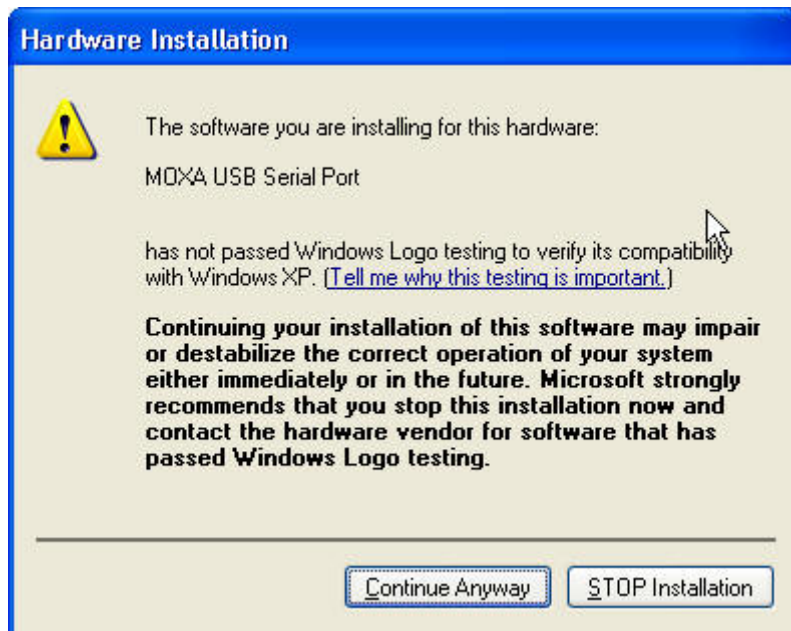 Hardware Installation
The software you are installing for this hardware:
MOXA USB Serial Port
has not passed Windows Logo testing to verify its compatibility
with Windows XP. (Tell me why this testing is important.)
Continuing your installation of this software may impair
or destabilize the correct operation of your system
either immediately or in the future. Microsoft strongly
recommends that you stop this installation now and
contact the hardware vendor for software that has
passed Windows Logo testing.
Continue Anyway
STOP Installation